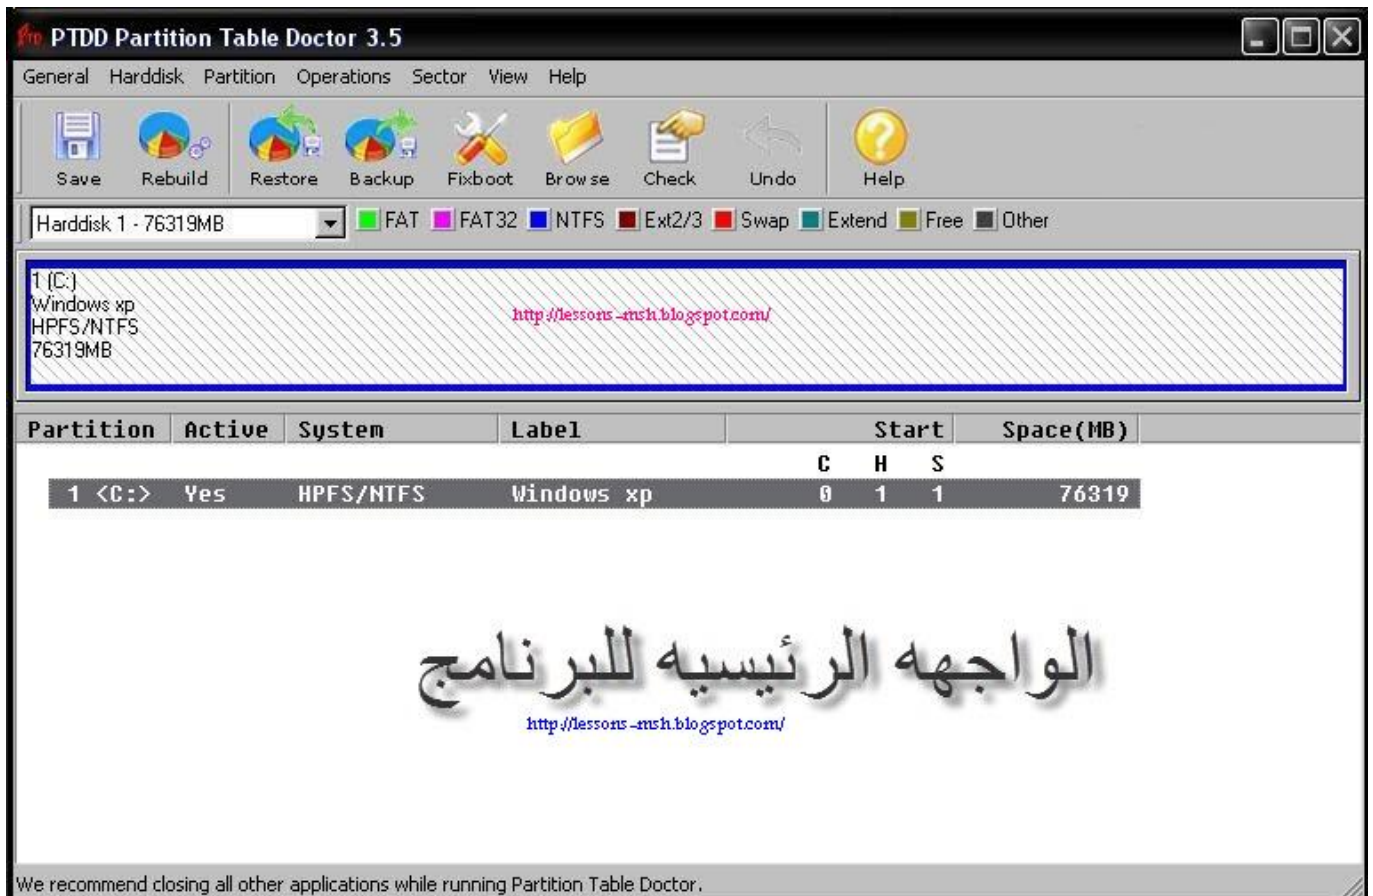 Pro PTDD Partition Table Doctor 3.5
General Harddisk Partition Operations Sector View Help
Save Rebuild Restore Backup Fixboot Browse Check Undo Help
Harddisk 1 - 76319MB FAT FAT32 NTFS Ext2/3 Swap Extend Free Other
1 (C:)
Windows xp
HPFS/NTFS
76319MB
http://lessons-msh.blogspot.com/
Partition Active System Label Start Space(MB)
C H S
1 <C:> Yes HPFS/NTFS Windows xp 0 1 1 76319
الواجهه الرئيسيه للبرنامج
http://lessons-msh.blogspot.com/
We recommend closing all other applications while running Partition Table Doctor.